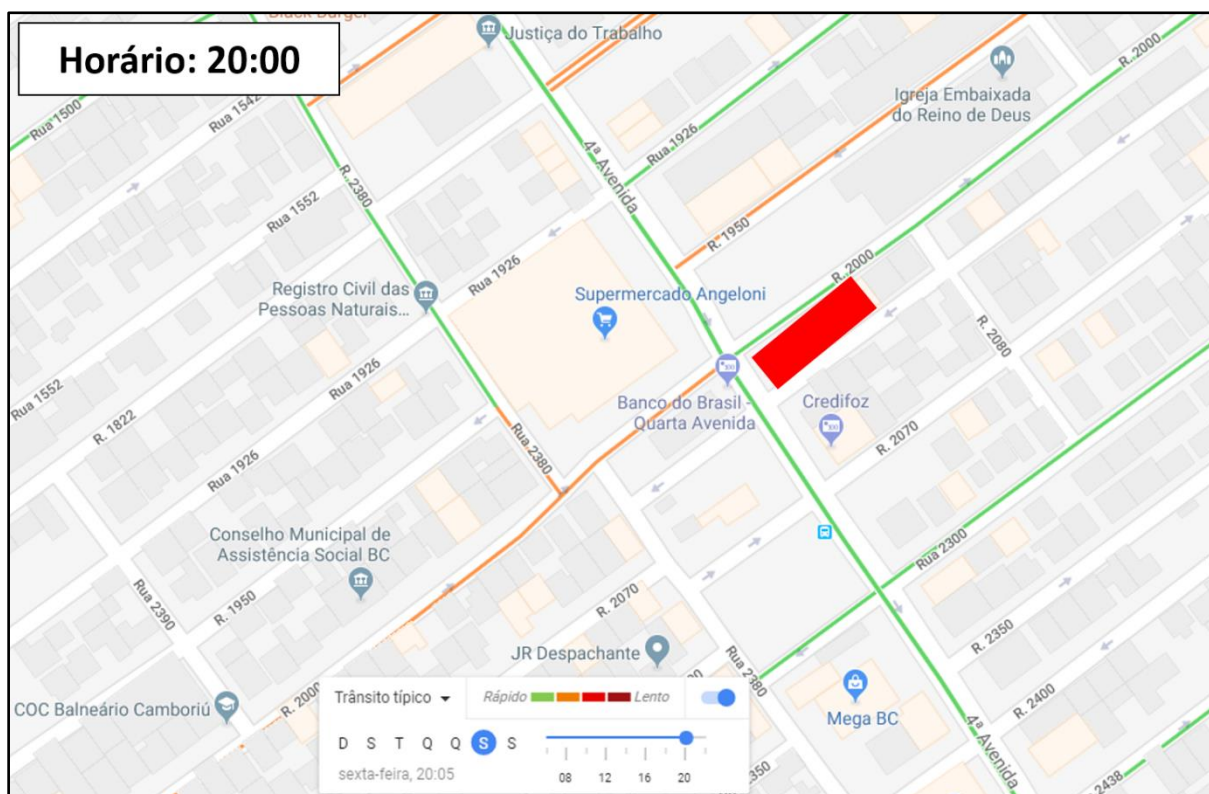 Horário: 20:00
Black Burger
Justiça do Trabalho
R. 2000
Igreja Embaixada
do Reino de Deus
Rua 1500
Rua 1542
R. 2380
4ª Avenida
Rua 1926
Rua 1552
R. 1950
R. 2000
Rua 1926
Registro Civil das
Pessoas Naturais...
Supermercado Angeloni
R. 2080
Rua 1552
R. 1822
Rua 1926
Banco do Brasil -
Quarta Avenida
Credifoz
R. 2070
Rua 1926
Rua 2380
Conselho Municipal de
Assistência Social BC
Rua 2300
Rua 2390
R. 1950
R. 2070
R. 2350
JR Despachante
Rua 2380
R. 2000
COC Balneário Camboriú
Mega BC
R. 2400
4ª Avenida
Trânsito típico
Rápido
Lento
D S T Q Q S S
sexta-feira, 20:05
08 12 16 20
2350
R. 2438